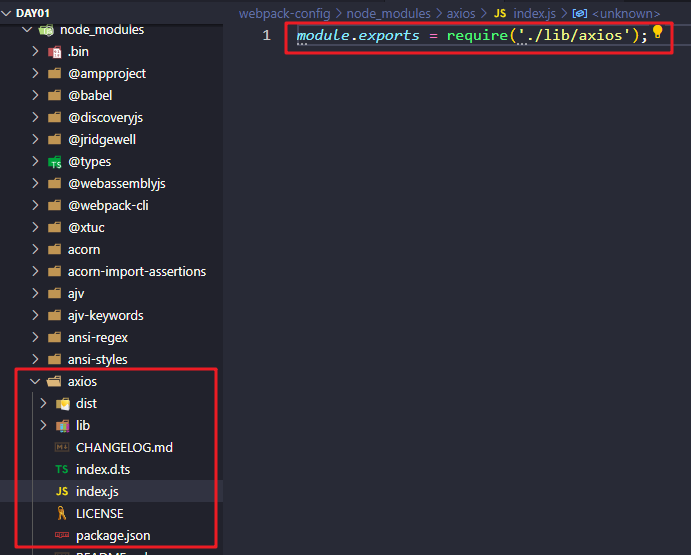 DAY01
node_modules
.bin
@ampproject
@babel
@discoveryjs
@jridgewell
@types
@webassemblyjs
@webpack-cli
@xtuc
acorn
acorn-import-assertions
ajv
ajv-keywords
ansi-regex
ansi-styles
axios
dist
lib
CHANGELOG.md
TS index.d.ts
JS index.js
LICENSE
package.json
webpack-config > node_modules > axios > JS index.js > <unknown>
1 module.exports = require('./lib/axios');